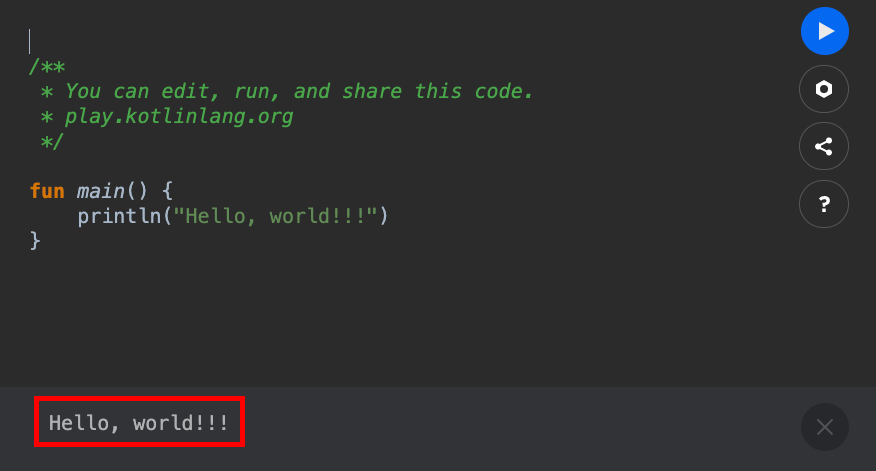 /**
 * You can edit, run, and share this code.
 * play.kotlinlang.org
 */
fun main() {
    println("Hello, world!!!")
}
?
Hello, world!!!